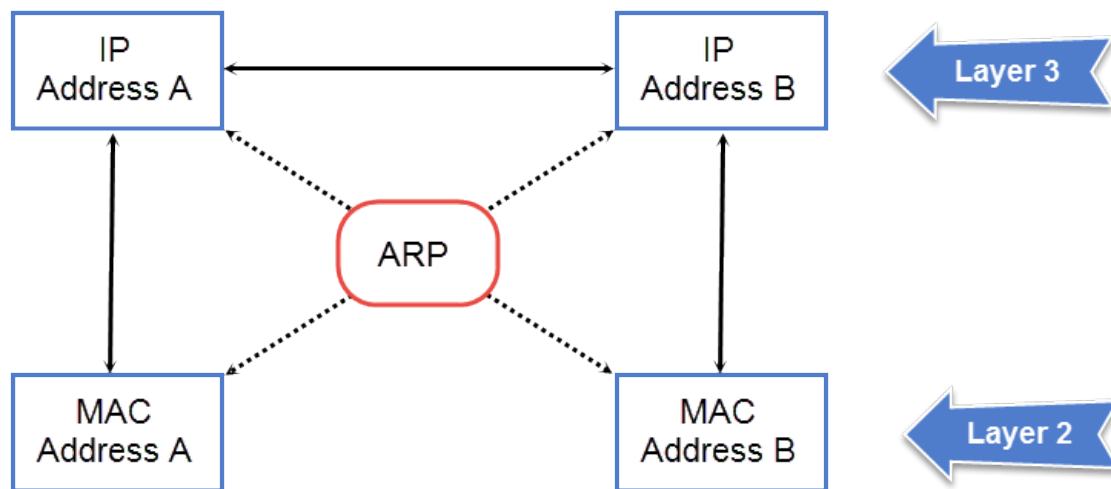 IP
Address A
IP
Address B
Layer 3
ARP
MAC
Address A
MAC
Address B
Layer 2